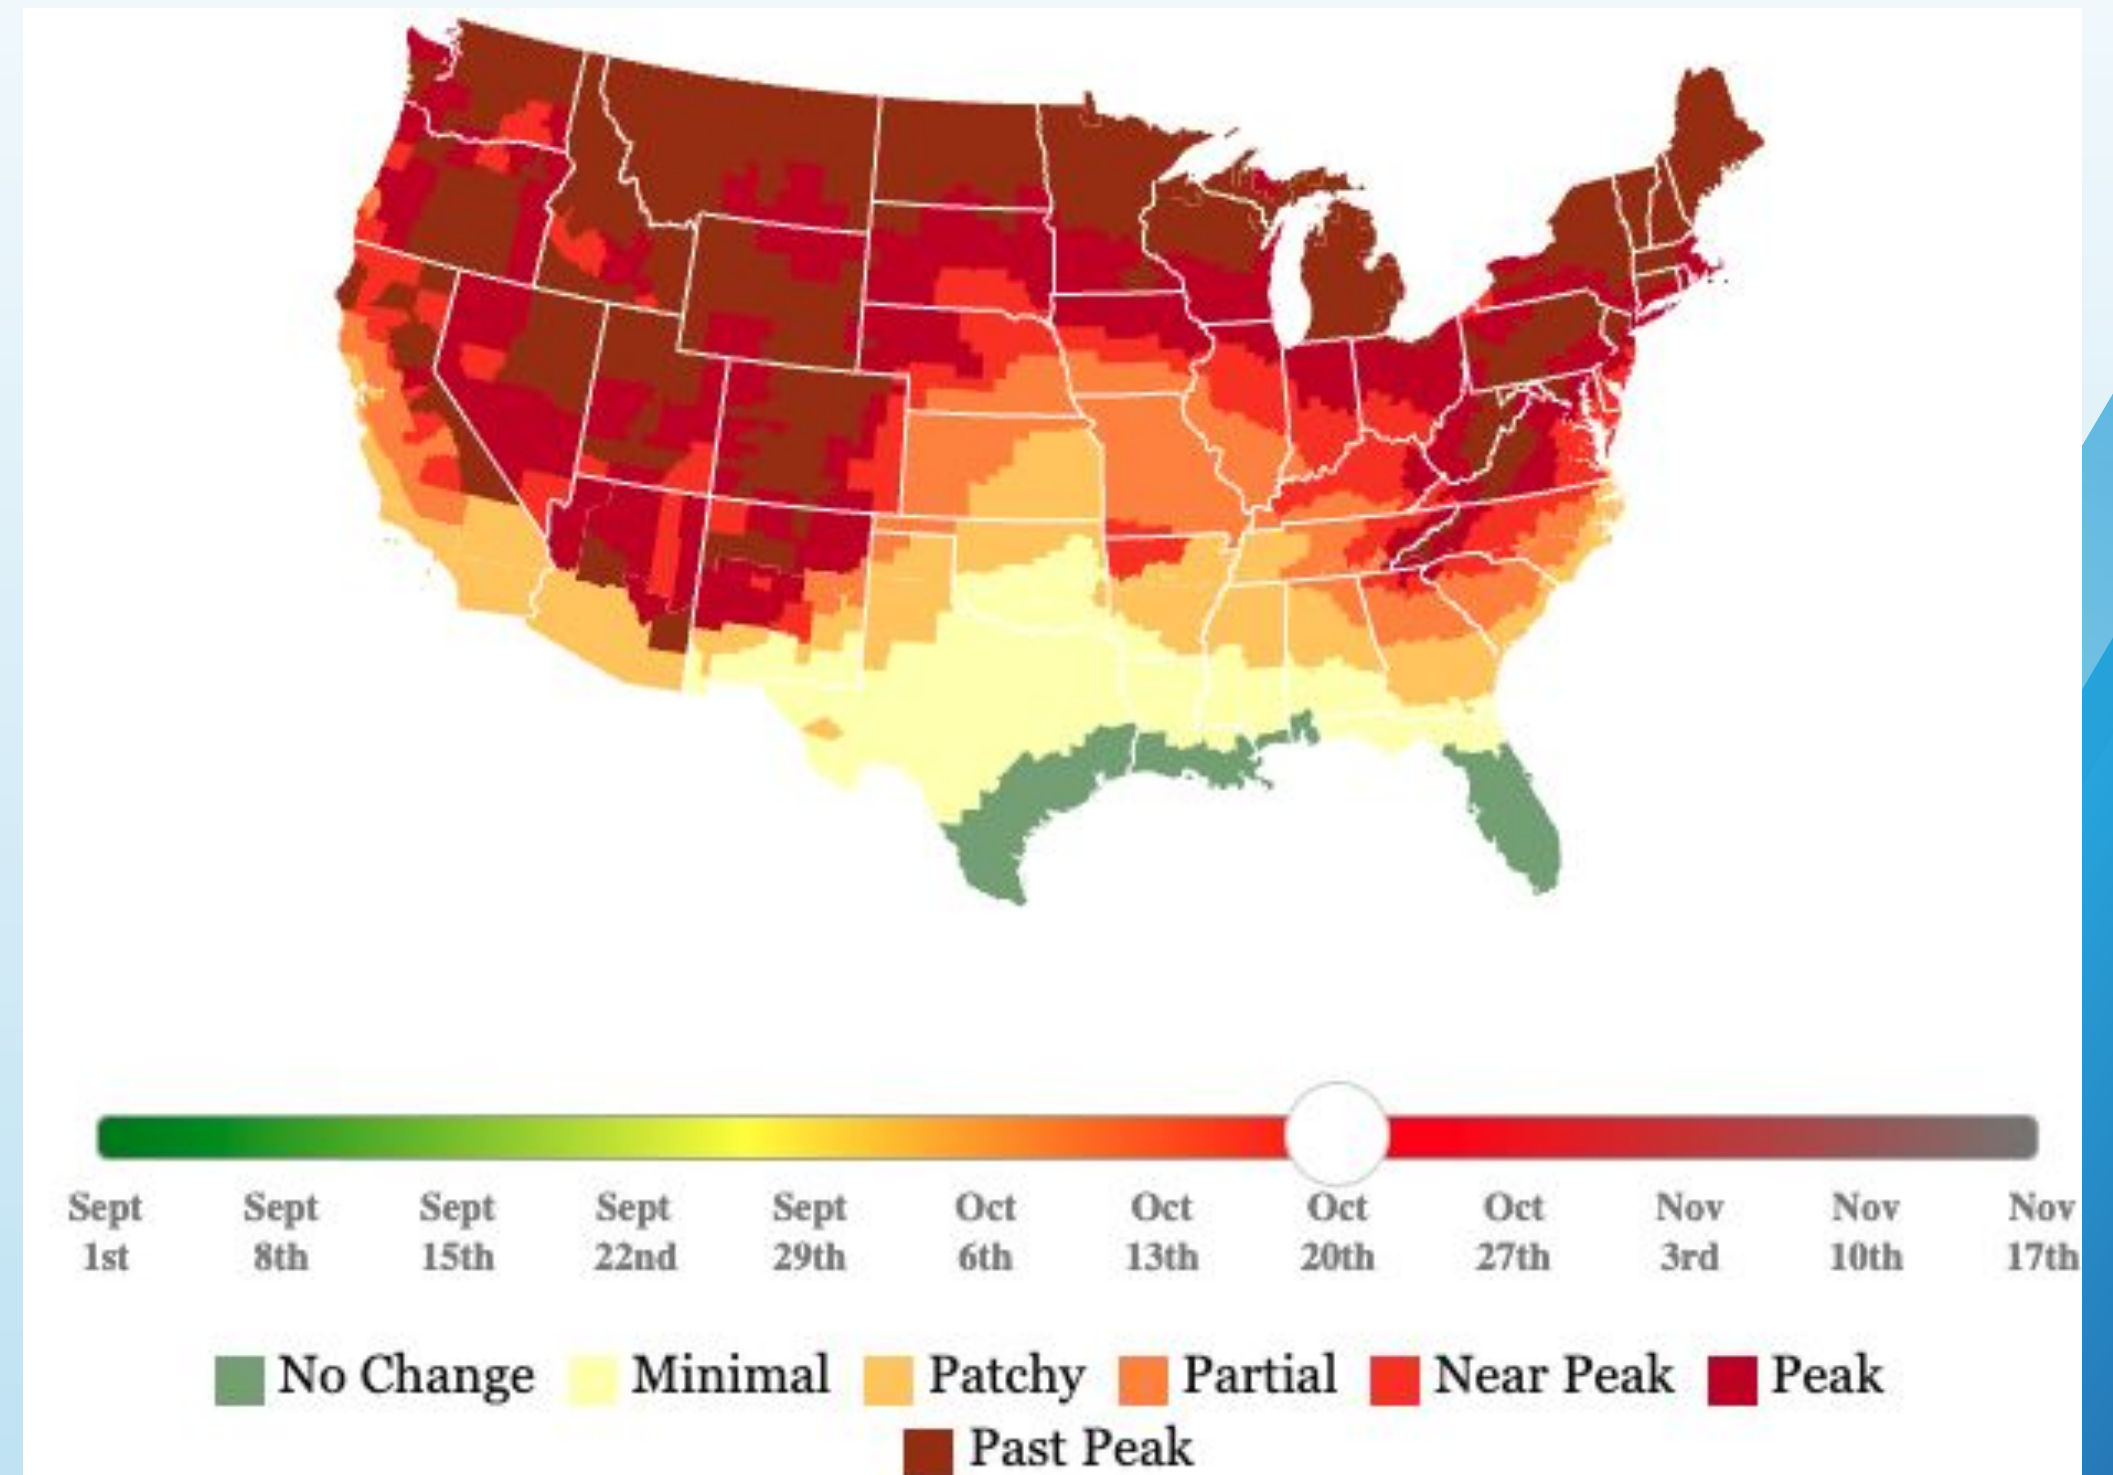 Sept Sept Sept Sept Sept Oct Oct Oct Oct Nov Nov Nov
1st 8th 15th 22nd 29th 6th 13th 20th 27th 3rd 10th 17th
No Change Minimal Patchy Partial Near Peak Peak
Past Peak